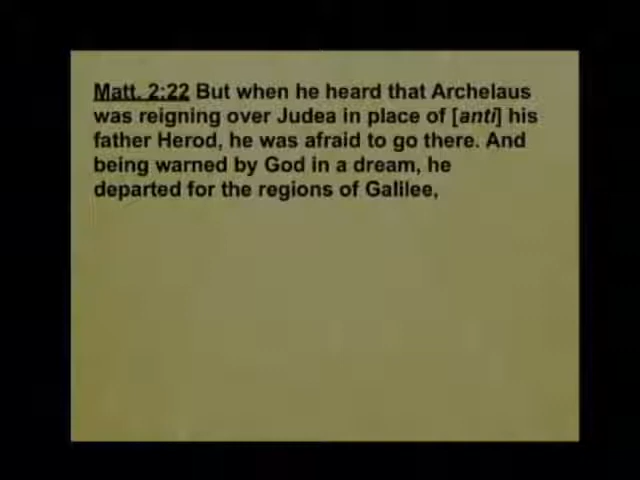 Matt. 2:22 But when he heard that Archelaus
was reigning over Judea in place of [anti] his
father Herod, he was afraid to go there. And
being warned by God in a dream, he
departed for the regions of Galilee,